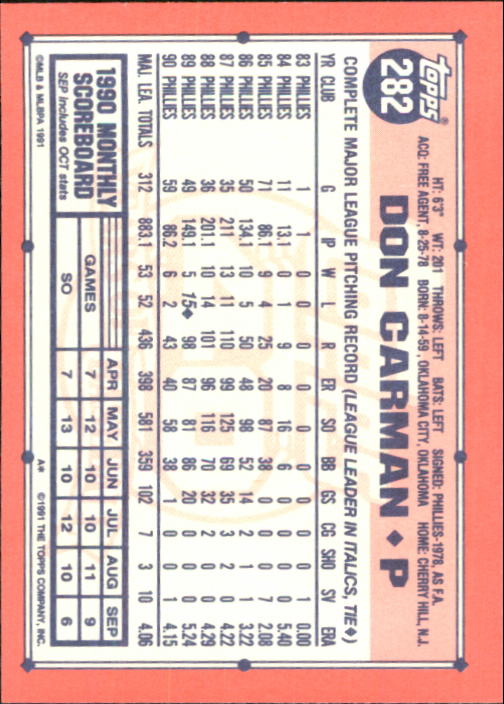 topps®
282
HT: 6'3" WT: 201 THROWS: LEFT BATS: LEFT SIGNED: PHILLIES-1978, AS F.A.
ACQ: FREE AGENT, 8-25-78 BORN: 8-14-59, OKLAHOMA CITY, OKLAHOMA HOME: CHERRY HILL, N.J.
DON CARMAN ♦ P
COMPLETE MAJOR LEAGUE PITCHING RECORD (LEAGUE LEADER IN ITALICS, TIE♦)
YR CLUB G IP W L R ER SO BB GS CG SHO SV ERA
83 PHILLIES 1 1 0 0 0 0 0 0 0 0 0 1 0.00
84 PHILLIES 11 13.1 0 1 9 8 16 6 0 0 0 0 5.40
85 PHILLIES 71 86.1 9 4 25 20 87 38 0 0 0 7 2.08
86 PHILLIES 50 134.1 10 5 50 48 98 52 14 2 1 1 3.22
87 PHILLIES 35 211 13 11 110 99 125 69 35 3 2 0 4.22
88 PHILLIES 36 201.1 10 14 101 96 116 70 32 2 0 0 4.29
89 PHILLIES 49 149.1 5 15♦ 98 87 81 86 20 0 0 0 5.24
90 PHILLIES 59 86.2 6 2 43 40 58 38 1 0 0 1 4.15
MAJ. LEA. TOTALS 312 883.1 53 52 436 398 581 359 102 7 3 10 4.06
1990 MONTHLY
SCOREBOARD
SEP includes OCT stats
APR MAY JUN JUL AUG SEP
GAMES 7 12 10 10 11 9
SO 7 13 10 12 10 6
©MLB & MLBPA 1991
A* ©1991 THE TOPPS COMPANY, INC.